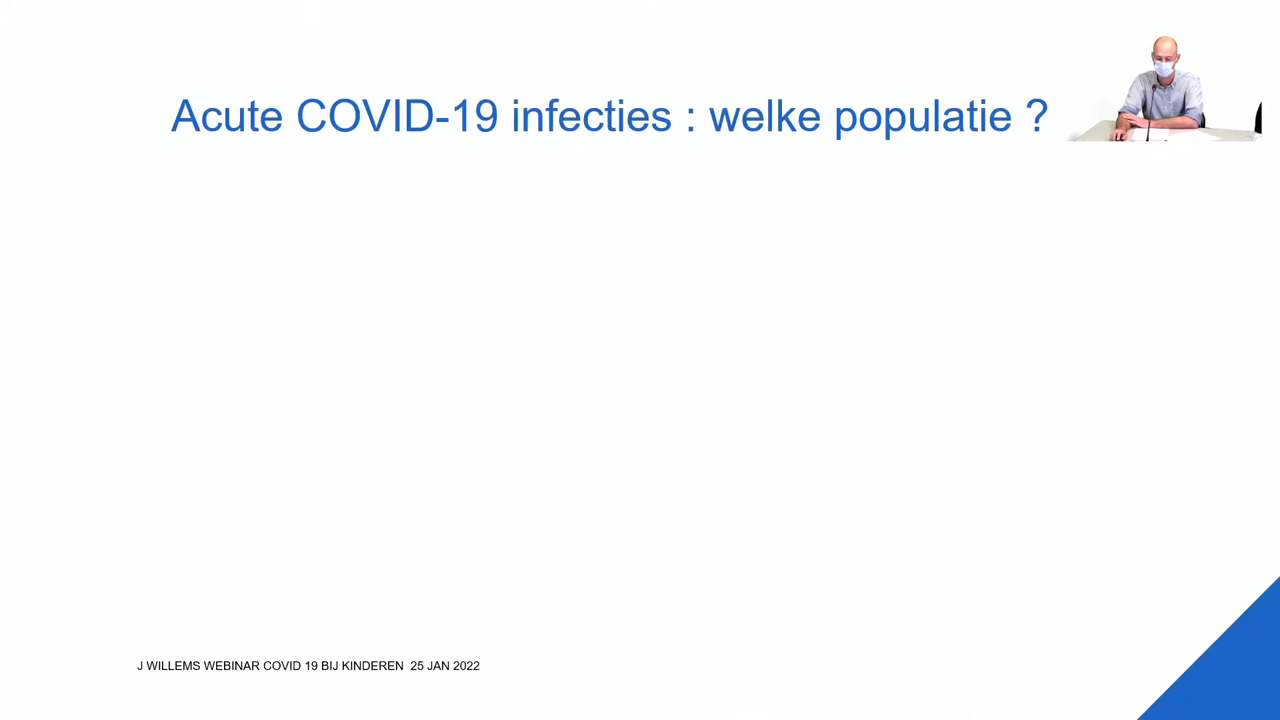 Acute COVID-19 infecties : welke populatie ?
J WILLEMS WEBINAR COVID 19 BIJ KINDEREN 25 JAN 2022